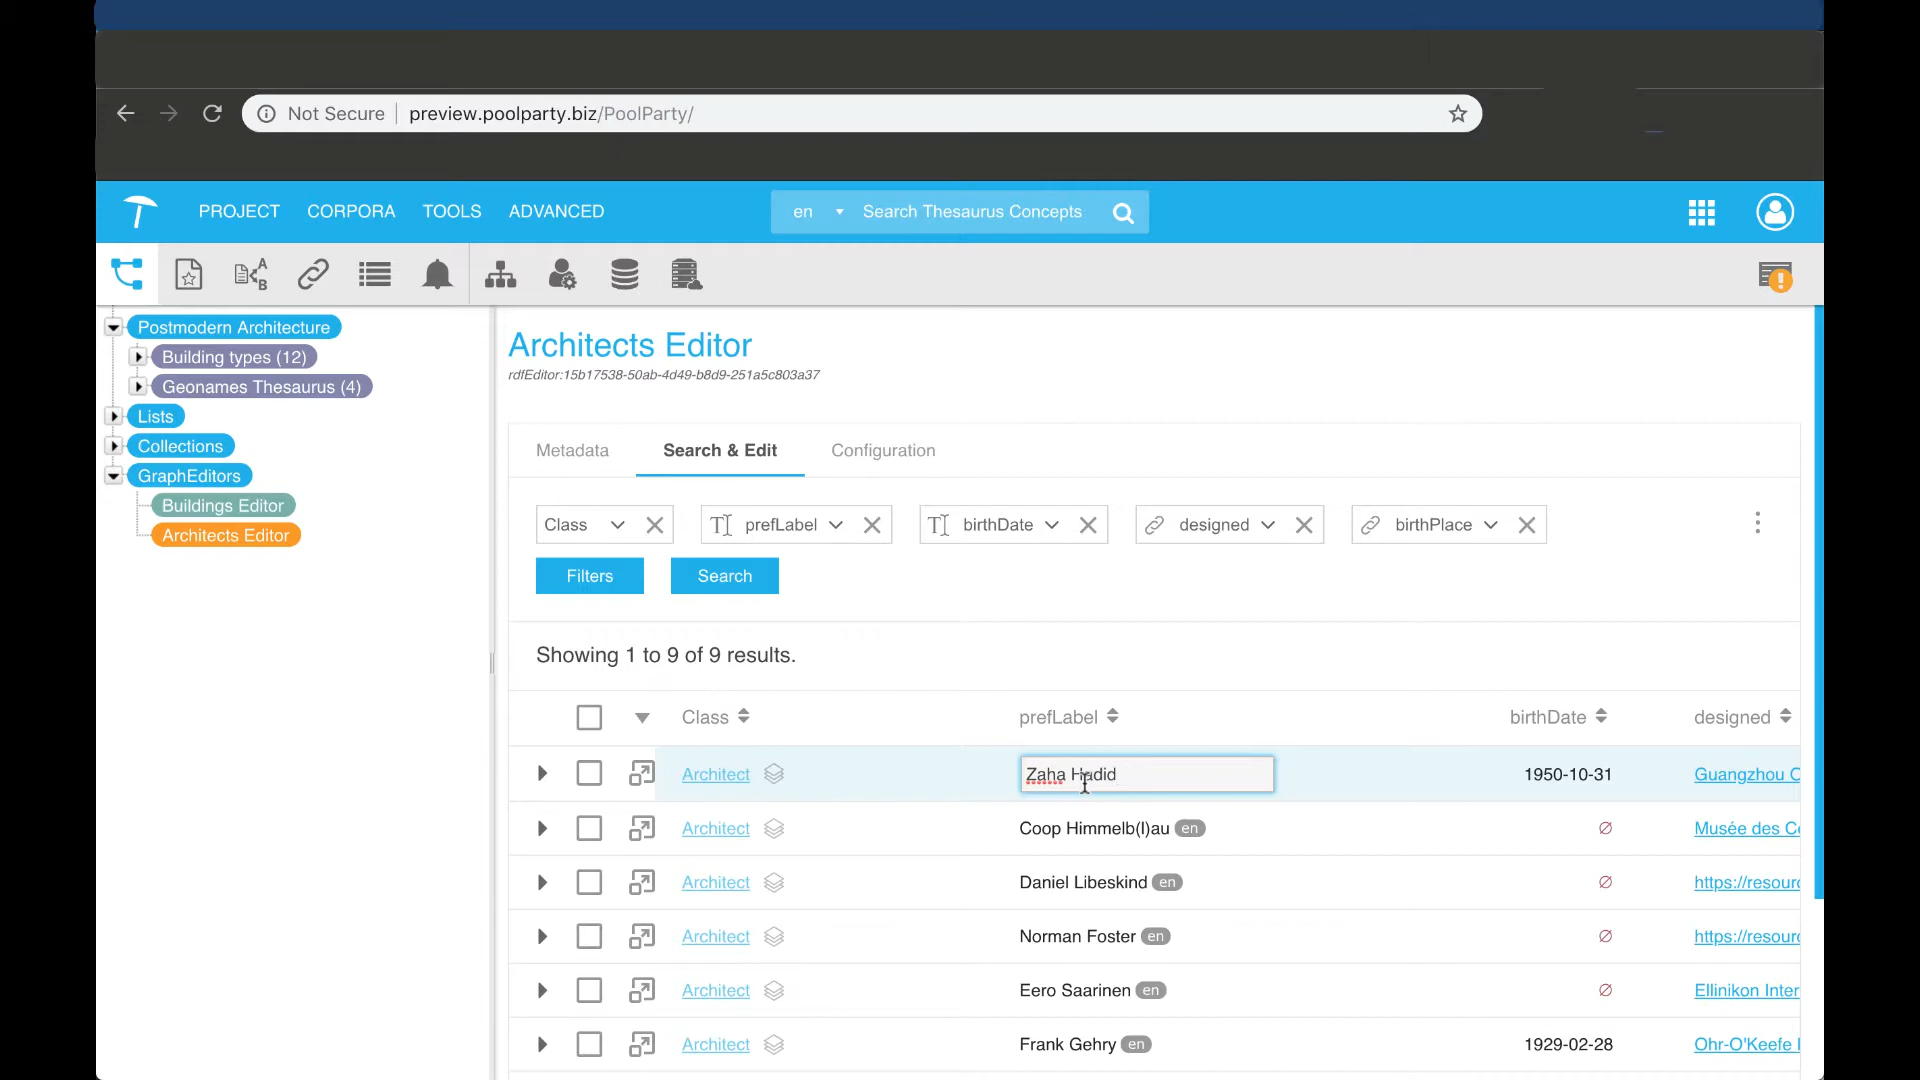 Not Secure preview.poolparty.biz/PoolParty/
PROJECT CORPORA TOOLS ADVANCED en Search Thesaurus Concepts
Postmodern Architecture
Building types (12)
Geonames Thesaurus (4)
Lists
Collections
GraphEditors
Buildings Editor
Architects Editor
Architects Editor
rdfEditor:15b17538-50ab-4d49-b8d9-251a5c803a37
Metadata Search & Edit Configuration
Class prefLabel birthDate designed birthPlace
Filters Search
Showing 1 to 9 of 9 results.
Class prefLabel birthDate designed
Architect Zaha Hadid 1950-10-31 Guangzhou
Architect Coop Himmelb(l)au en Musée des
Architect Daniel Libeskind en https://resour
Architect Norman Foster en https://resour
Architect Eero Saarinen en Ellinikon Inter
Architect Frank Gehry en 1929-02-28 Ohr-O'Keefe